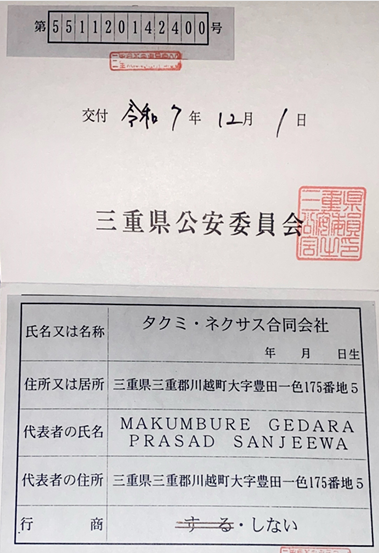 第551120142400号
交付 令和7年12月1日
三重県公安委員会
氏名又は名称 タクミ・ネクサス合同会社
年 月 日生
住所又は居所 三重県三重郡川越町大字豊田一色175番地5
代表者の氏名 MAKUMBURE GEDARA
PRASAD SANJEEWA
代表者の住所 三重県三重郡川越町大字豊田一色175番地5
行商 する・しない